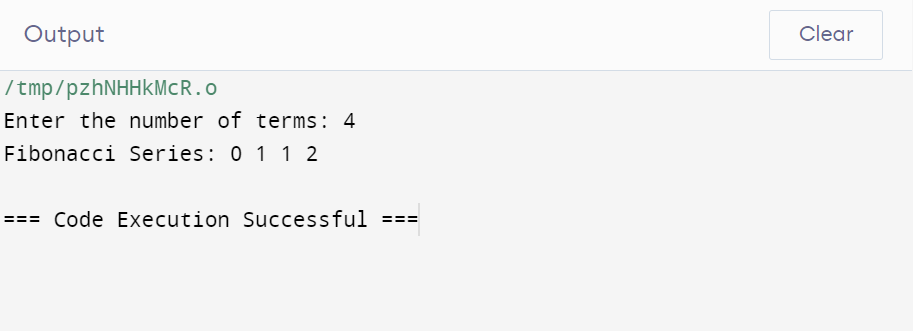 Output
Clear
/tmp/pzhNHHkMcR.o
Enter the number of terms: 4
Fibonacci Series: 0 1 1 2
=== Code Execution Successful ===